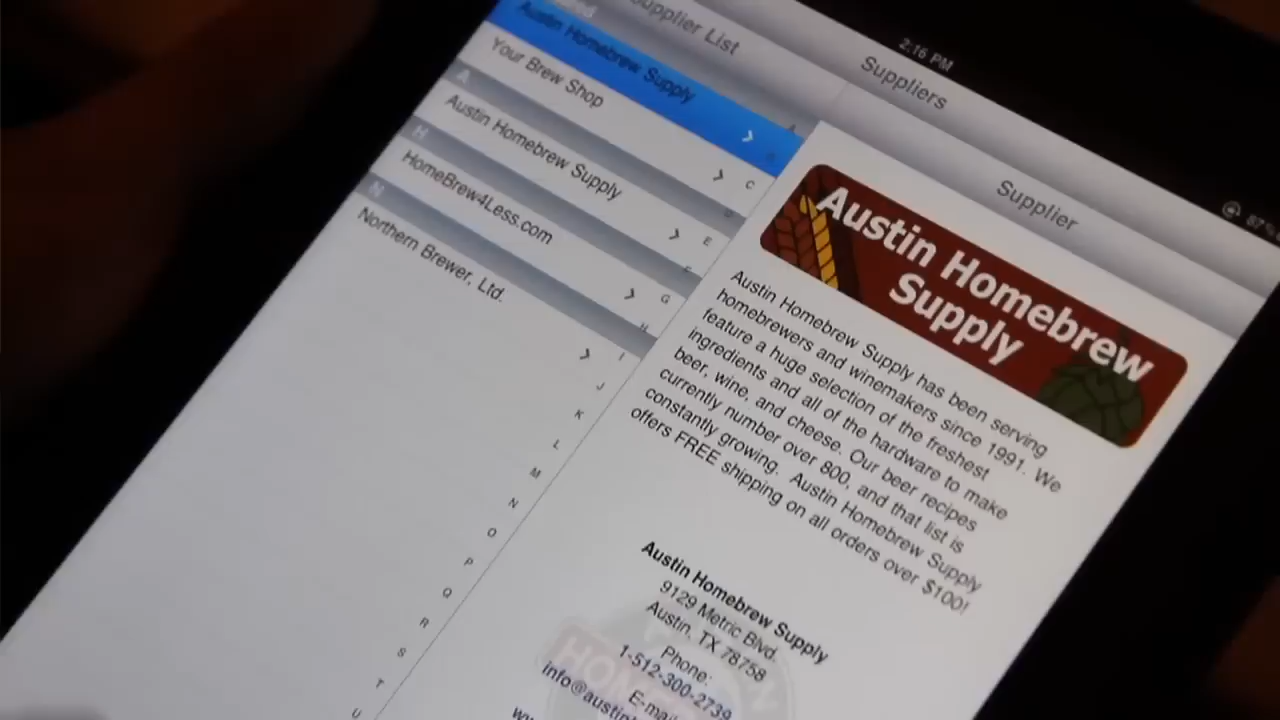 2:16 PM
87%
Suppliers
Supplier List
Supplier
Austin Homebrew Supply
Your Brew Shop
A
Austin Homebrew Supply
H
HomeBrew4Less.com
N
Northern Brewer, Ltd.
A
C
E
G
H
I
J
K
L
M
N
O
P
Q
R
S
T
U
Austin Homebrew
Supply
Austin Homebrew Supply has been serving
homebrewers and winemakers since 1991. We
feature a huge selection of the freshest
ingredients and all of the hardware to make
beer, wine, and cheese. Our beer recipes
currently number over 800, and that list is
constantly growing. Austin Homebrew Supply
offers FREE shipping on all orders over $100!
Austin Homebrew Supply
9129 Metric Blvd.
Austin, TX 78758
Phone:
1-512-300-2739